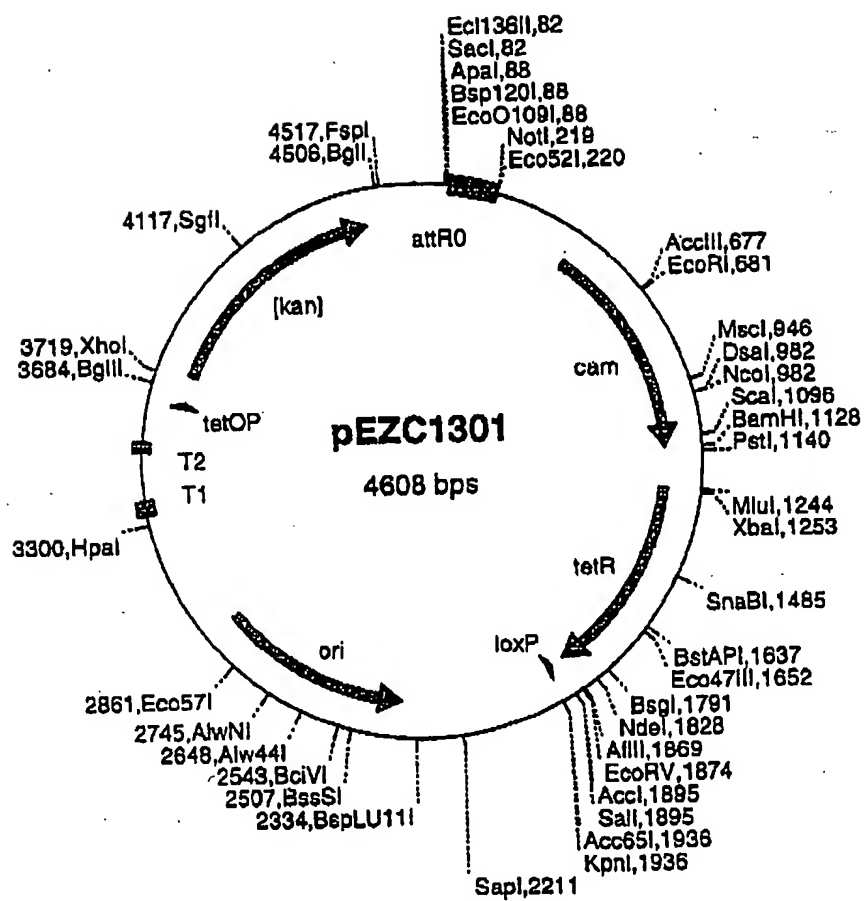 Ecl136II,82
SacI,82
ApaI,88
Bsp120I,88
EcoO109I,88
NotI,219
Eco52I,220
4517,FspI
4506,BglI
4117,SgfI
attR0
AccIII,677
EcoRI,681
[kan]
MscI,946
DsaI,982
NcoI,982
ScaI,1096
BamHI,1128
PstI,1140
cam
3719,XhoI
3684,BglII
tetOP
pEZC1301
4608 bps
T2
T1
MluI,1244
XbaI,1253
3300,HpaI
tetR
SnaBI,1485
loxP
ori
BstAPI,1637
Eco47III,1652
BsgI,1791
NdeI,1828
AflII,1869
EcoRV,1874
AccI,1895
SalI,1895
Acc65I,1936
KpnI,1936
2861,Eco57I
2745,AlwNI
2648,Alw44I
2543,BciVI
2507,BssSI
2334,BspLU11I
SapI,2211